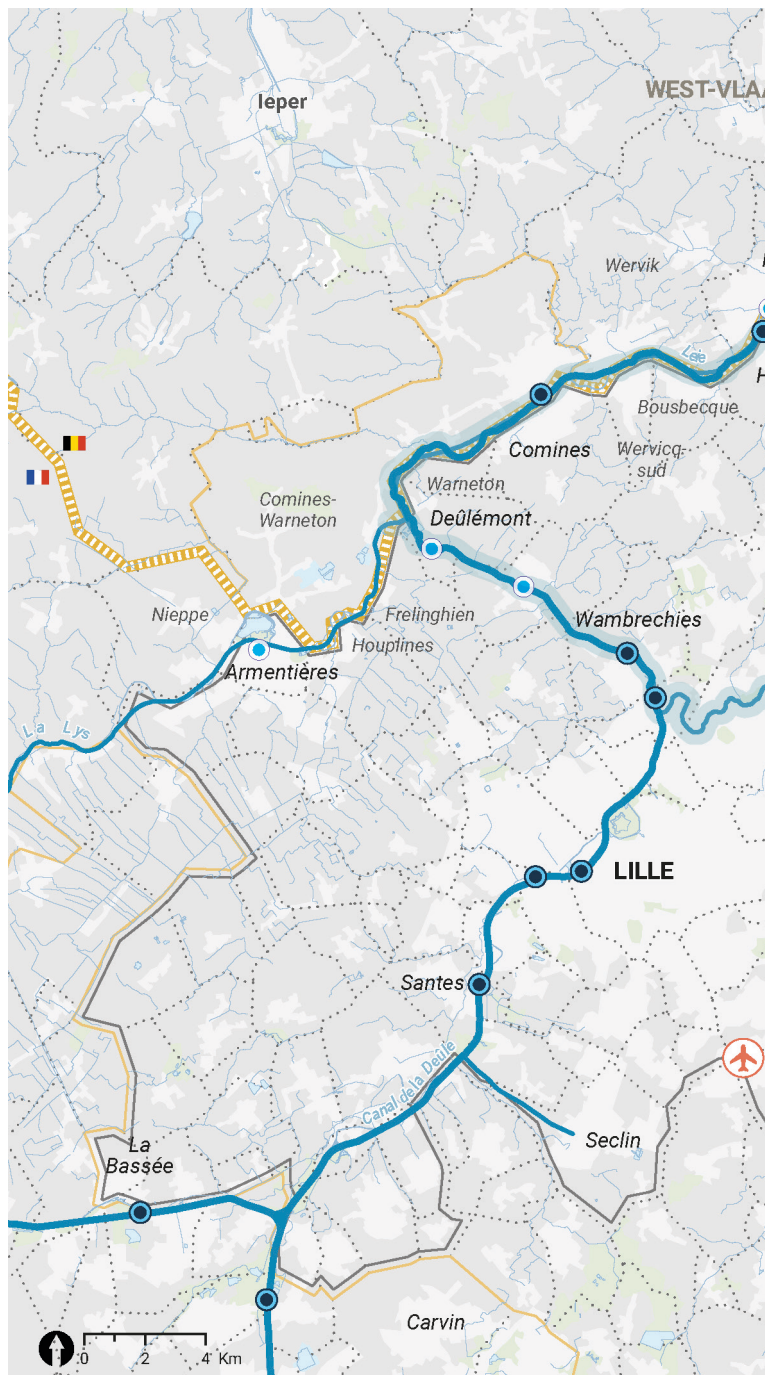 Ieper
WEST-VLAA
Wervik
Leie
H
Bousbecque
Comines
Wervicq-
sud
Warneton
Comines-
Warneton
Deûlémont
Nieppe
Frelinghien
Wambrechies
Houplines
Armentières
La Lys
LILLE
Santes
Canal de la Deûle
La
Bassée
Seclin
Carvin
0 2 4 Km